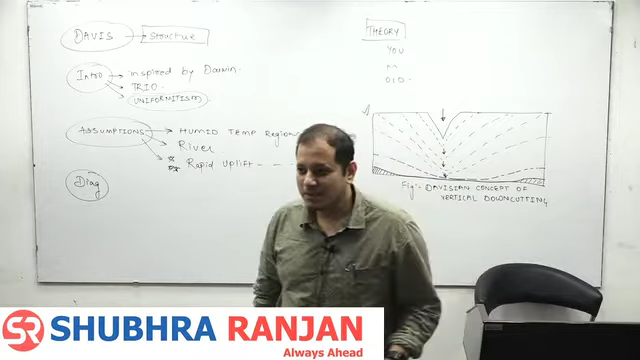 DAVIS → Structure
Intro → Inspired by Darwin.
→ TRIO.
→ UNIFORMITISM
ASSUMPTIONS → HUMID TEMP Region
→ River
→ Rapid Uplift - - -
Diag
THEORY
YOU
M
OLD
Fig:- DAVISIAN CONCEPT OF
VERTICAL DOWNCUTTING
SR SHUBHRA RANJAN
Always Ahead